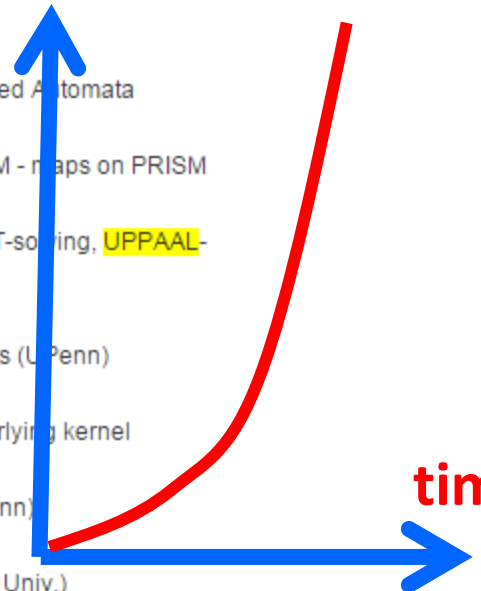 ed Automata
M - maps on PRISM
T-solving, UPPAAL-
s (UPenn)
rlying kernel
tim
nn)
Univ.)